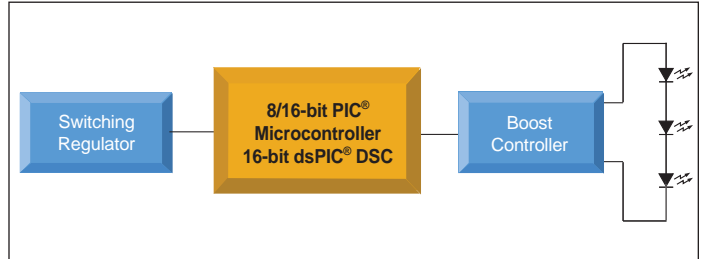 Switching
Regulator
8/16-bit PIC®
Microcontroller
16-bit dsPIC® DSC
Boost
Controller